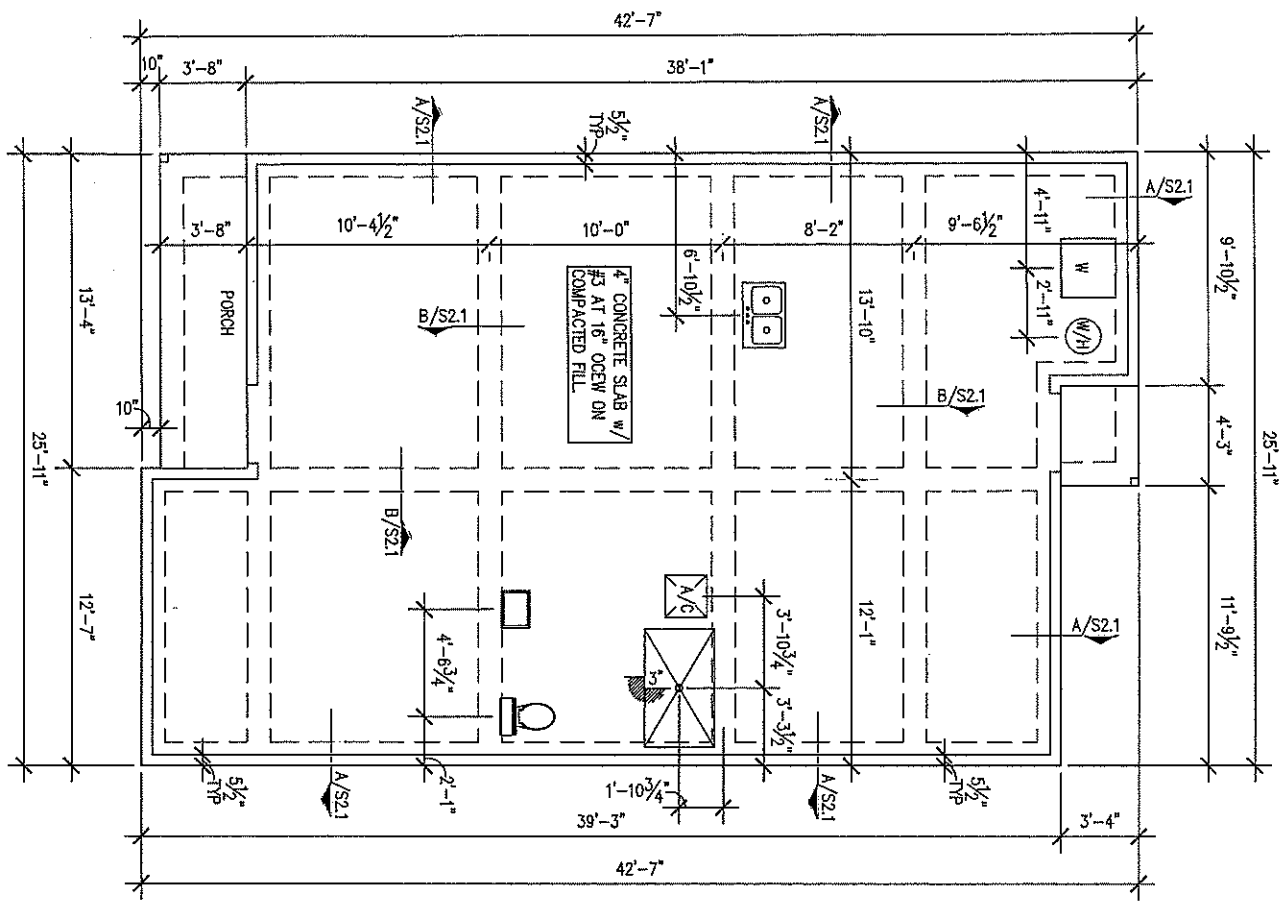 42'-7"
10"
3'-8"
38'-1"
A/S2.1
5½"
TYP
A/S2.1
A/S2.1
4'-11"
3'-8"
10'-4½"
10'-0"
8'-2"
9'-6½"
9'-10½"
W
2'-11"
6'-10½"
13'-10"
13'-4"
PORCH
B/S2.1
4" CONCRETE SLAB w/
#3 AT 16" OCEW ON
COMPACTED FILL
W/H
B/S2.1
10"
4'-3"
25'-11"
25'-11"
B/S2.1
A/C
3'-10¾"
12'-7"
4'-6¾"
12'-1"
A/S2.1
11'-9½"
3"
3'-3½"
5½"
TYP
A/S2.1
2'-1"
1'-10¾"
A/S2.1
5½"
TYP
39'-3"
3'-4"
42'-7"